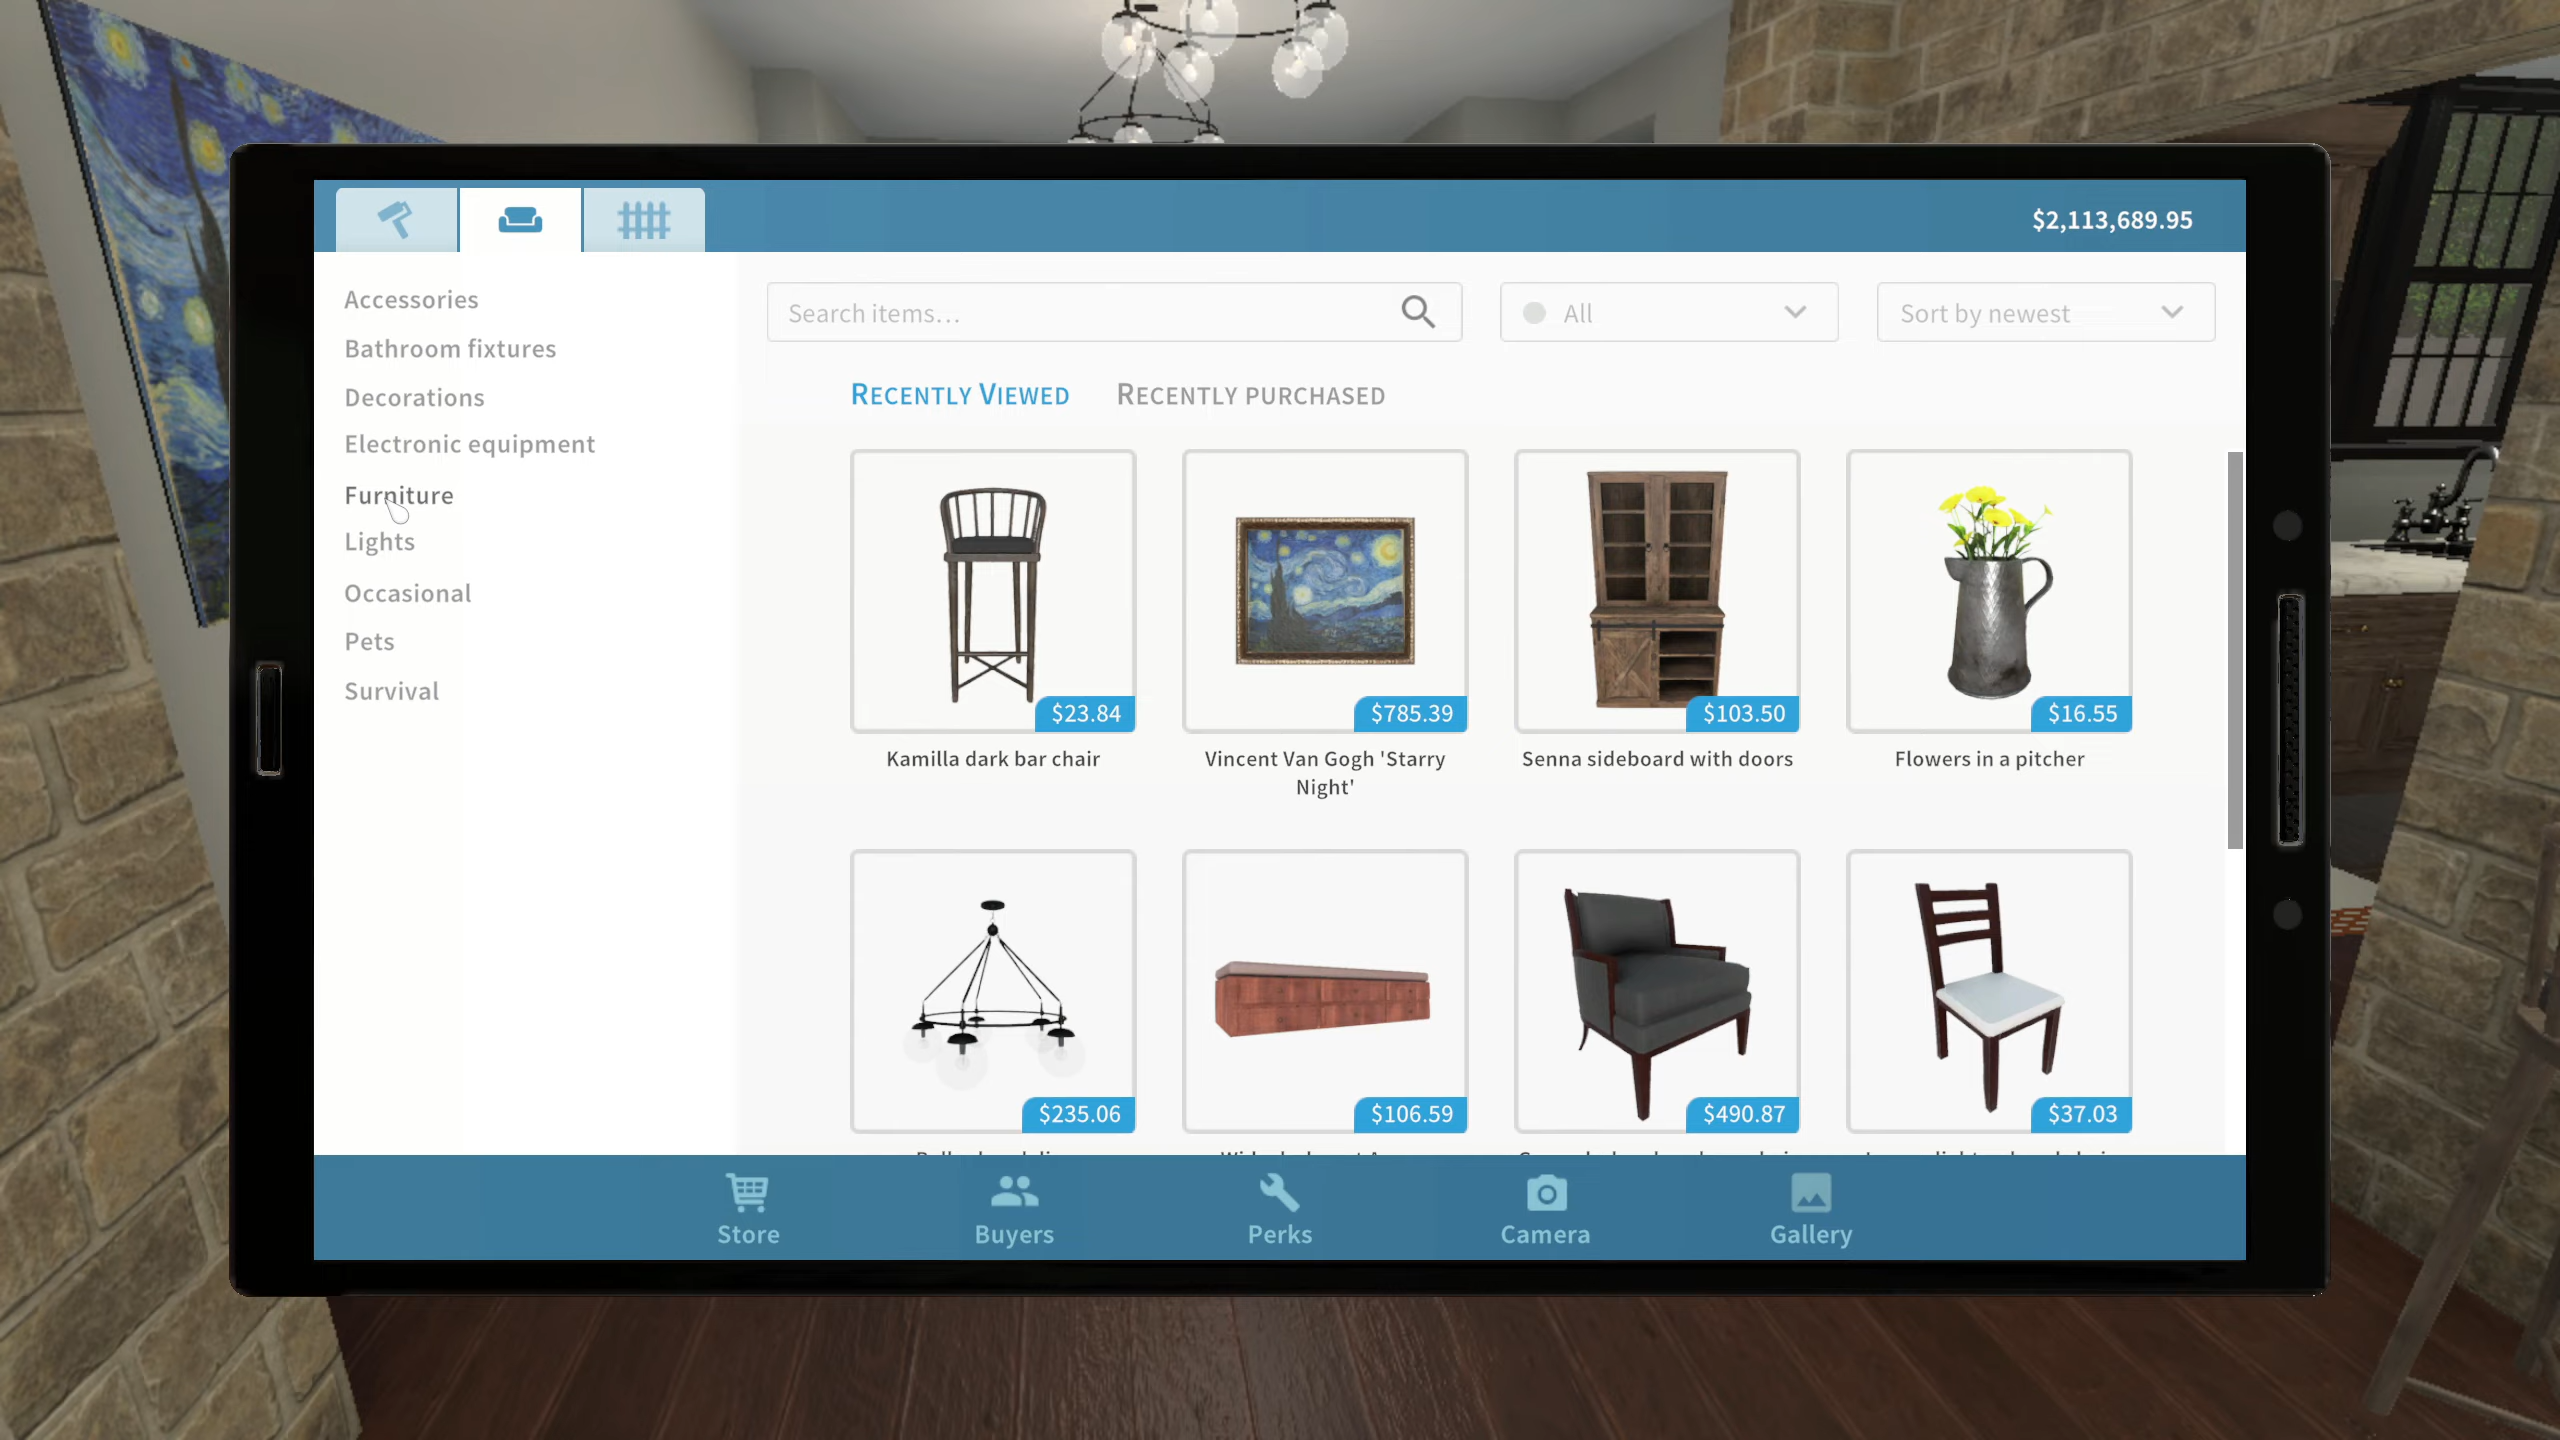 $2,113,689.95
Accessories
Bathroom fixtures
Decorations
Electronic equipment
Furniture
Lights
Occasional
Pets
Survival
Search items...
All
Sort by newest
RECENTLY VIEWED
RECENTLY PURCHASED
$23.84
$785.39
$103.50
$16.55
Kamilla dark bar chair
Vincent Van Gogh 'Starry
Night'
Senna sideboard with doors
Flowers in a pitcher
$235.06
$106.59
$490.87
$37.03
Store
Buyers
Perks
Camera
Gallery